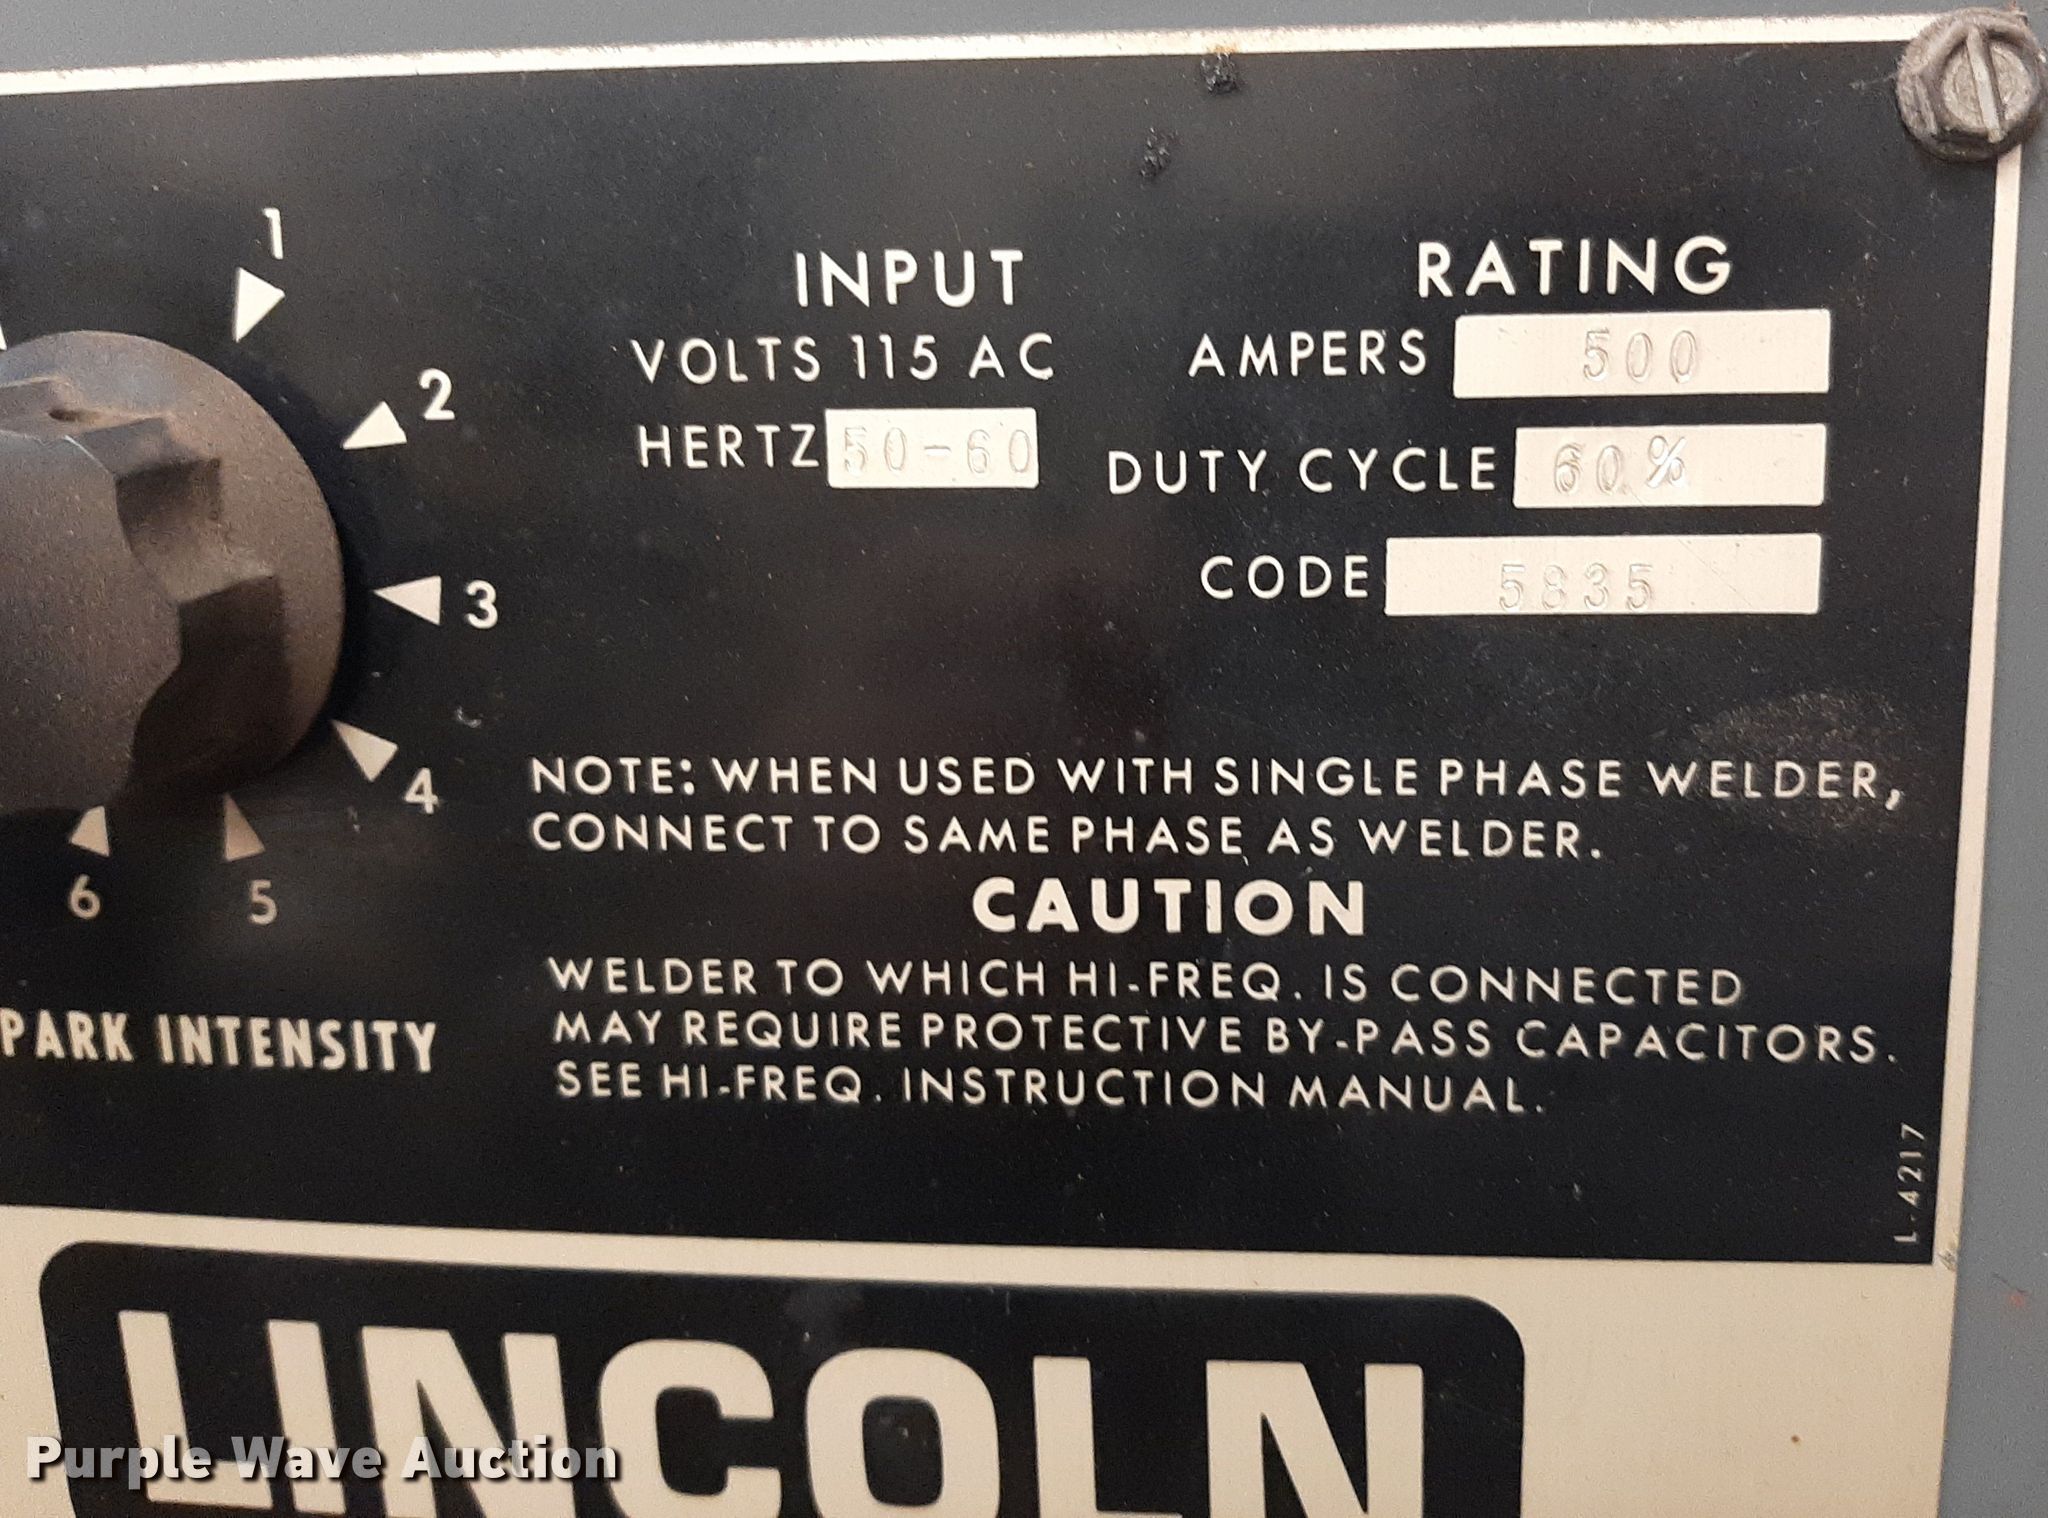 1
2
3
4
5
6
PARK INTENSITY
INPUT
VOLTS 115 AC
HERTZ 50-60
RATING
AMPERS 500
DUTY CYCLE 60%
CODE 5835
NOTE: WHEN USED WITH SINGLE PHASE WELDER,
CONNECT TO SAME PHASE AS WELDER.
CAUTION
WELDER TO WHICH HI-FREQ. IS CONNECTED
MAY REQUIRE PROTECTIVE BY-PASS CAPACITORS.
SEE HI-FREQ. INSTRUCTION MANUAL.
L-4217
LINCOLN
Purple Wave Auction